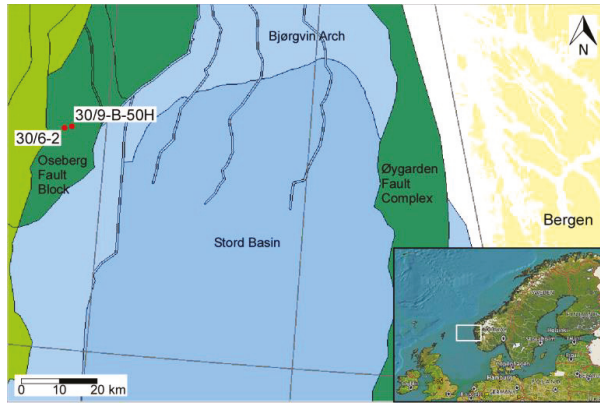 Bjørgvin Arch
N
30/9-B-50H
30/6-2
Oseberg
Fault
Block
Øygarden
Fault
Complex
Bergen
Stord Basin
0 10 20 km